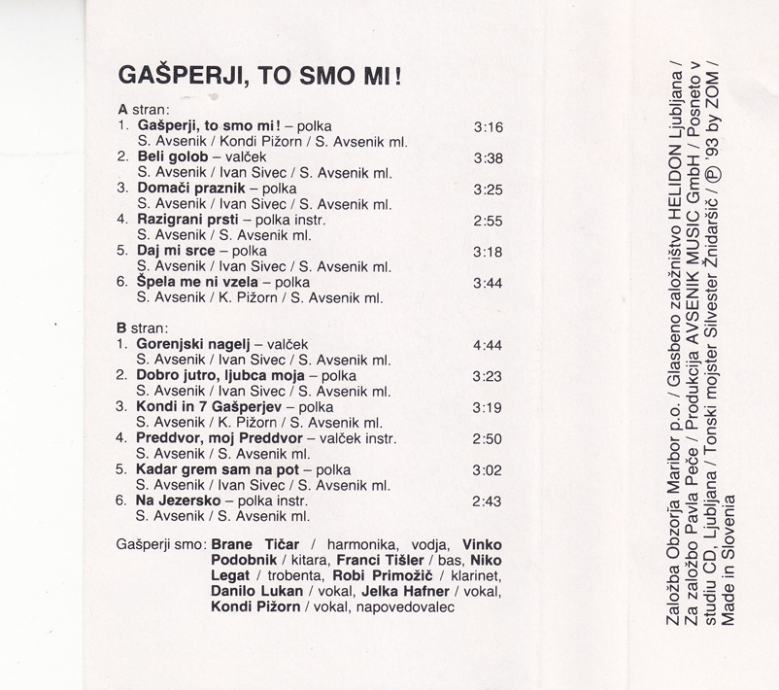 GAŠPERJI, TO SMO MI!
A stran:
1. Gašperji, to smo mi! – polka 3:16
S. Avsenik / Kondi Pižorn / S. Avsenik ml.
2. Beli golob – valček 3:38
S. Avsenik / Ivan Sivec / S. Avsenik ml.
3. Domači praznik – polka 3:25
S. Avsenik / Ivan Sivec / S. Avsenik ml.
4. Razigrani prsti – polka instr. 2:55
S. Avsenik / S. Avsenik ml.
5. Daj mi srce – polka 3:18
S. Avsenik / Ivan Sivec / S. Avsenik ml.
6. Špela me ni vzela – polka 3:44
S. Avsenik / K. Pižorn / S. Avsenik ml.
B stran:
1. Gorenjski nagelj – valček 4:44
S. Avsenik / Ivan Sivec / S. Avsenik ml.
2. Dobro jutro, ljubca moja – polka 3:23
S. Avsenik / Ivan Sivec / S. Avsenik ml.
3. Kondi in 7 Gašperjev – polka 3:19
S. Avsenik / K. Pižorn / S. Avsenik ml.
4. Preddvor, moj Preddvor – valček instr. 2:50
S. Avsenik / S. Avsenik ml.
5. Kadar grem sam na pot – polka 3:02
S. Avsenik / Ivan Sivec / S. Avsenik ml.
6. Na Jezersko – polka instr. 2:43
S. Avsenik / S. Avsenik ml.
Gašperji smo: Brane Tičar / harmonika, vodja, Vinko
Podobnik / kitara, Franci Tišler / bas, Niko
Legat / trobenta, Robi Primožič / klarinet,
Danilo Lukan / vokal, Jelka Hafner / vokal,
Kondi Pižorn / vokal, napovedovalec
Založba Obzorja Maribor p.o. / Glasbeno založništvo HELIDON Ljubljana /
Za založbo Pavla Peče / Produkcija AVSENIK MUSIC GmbH / Posneto v
studiu CD, Ljubljana / Tonski mojster Silvester Žnidaršič / Ⓟ '93 by ZOM /
Made in Slovenia